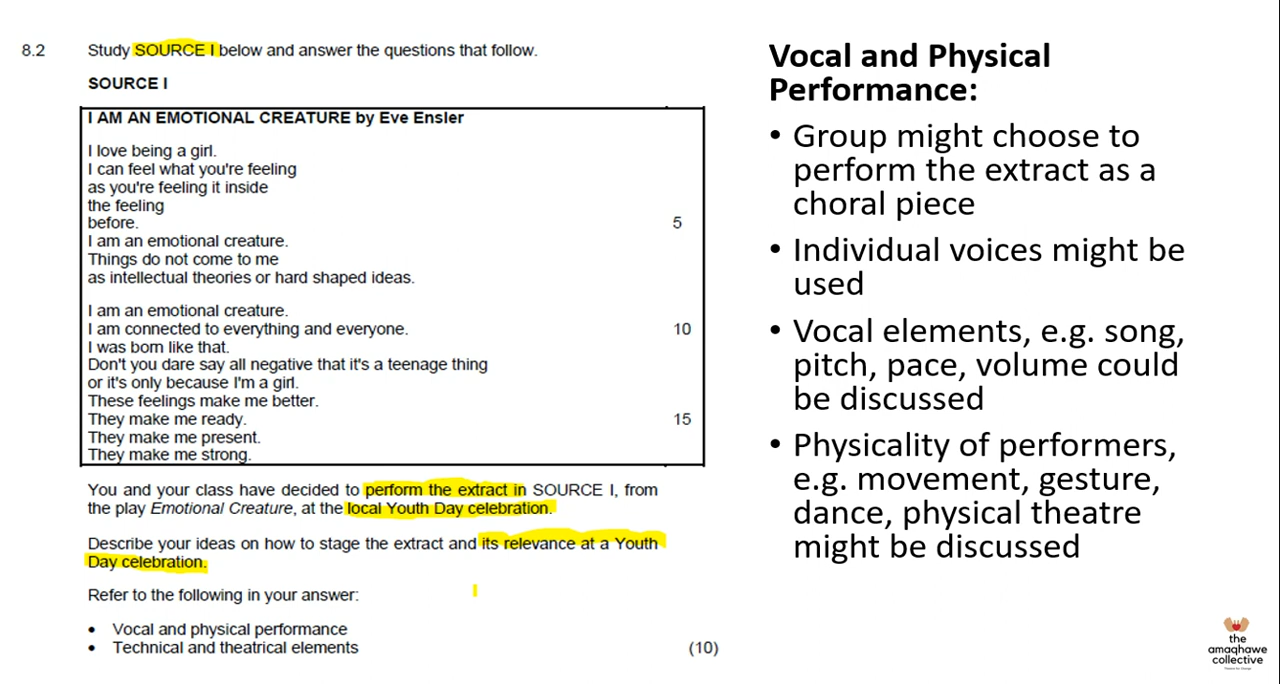 8.2 Study SOURCE I below and answer the questions that follow.
SOURCE I
I AM AN EMOTIONAL CREATURE by Eve Ensler
I love being a girl.
I can feel what you're feeling
as you're feeling it inside
the feeling
before. 5
I am an emotional creature.
Things do not come to me
as intellectual theories or hard shaped ideas.
I am an emotional creature.
I am connected to everything and everyone. 10
I was born like that.
Don't you dare say all negative that it's a teenage thing
or it's only because I'm a girl.
These feelings make me better.
They make me ready. 15
They make me present.
They make me strong.
You and your class have decided to perform the extract in SOURCE I, from
the play Emotional Creature, at the local Youth Day celebration.
Describe your ideas on how to stage the extract and its relevance at a Youth
Day celebration.
Refer to the following in your answer:
• Vocal and physical performance
• Technical and theatrical elements (10)
Vocal and Physical
Performance:
• Group might choose to
perform the extract as a
choral piece
• Individual voices might be
used
• Vocal elements, e.g. song,
pitch, pace, volume could
be discussed
• Physicality of performers,
e.g. movement, gesture,
dance, physical theatre
might be discussed
the
amaqhawe
collective